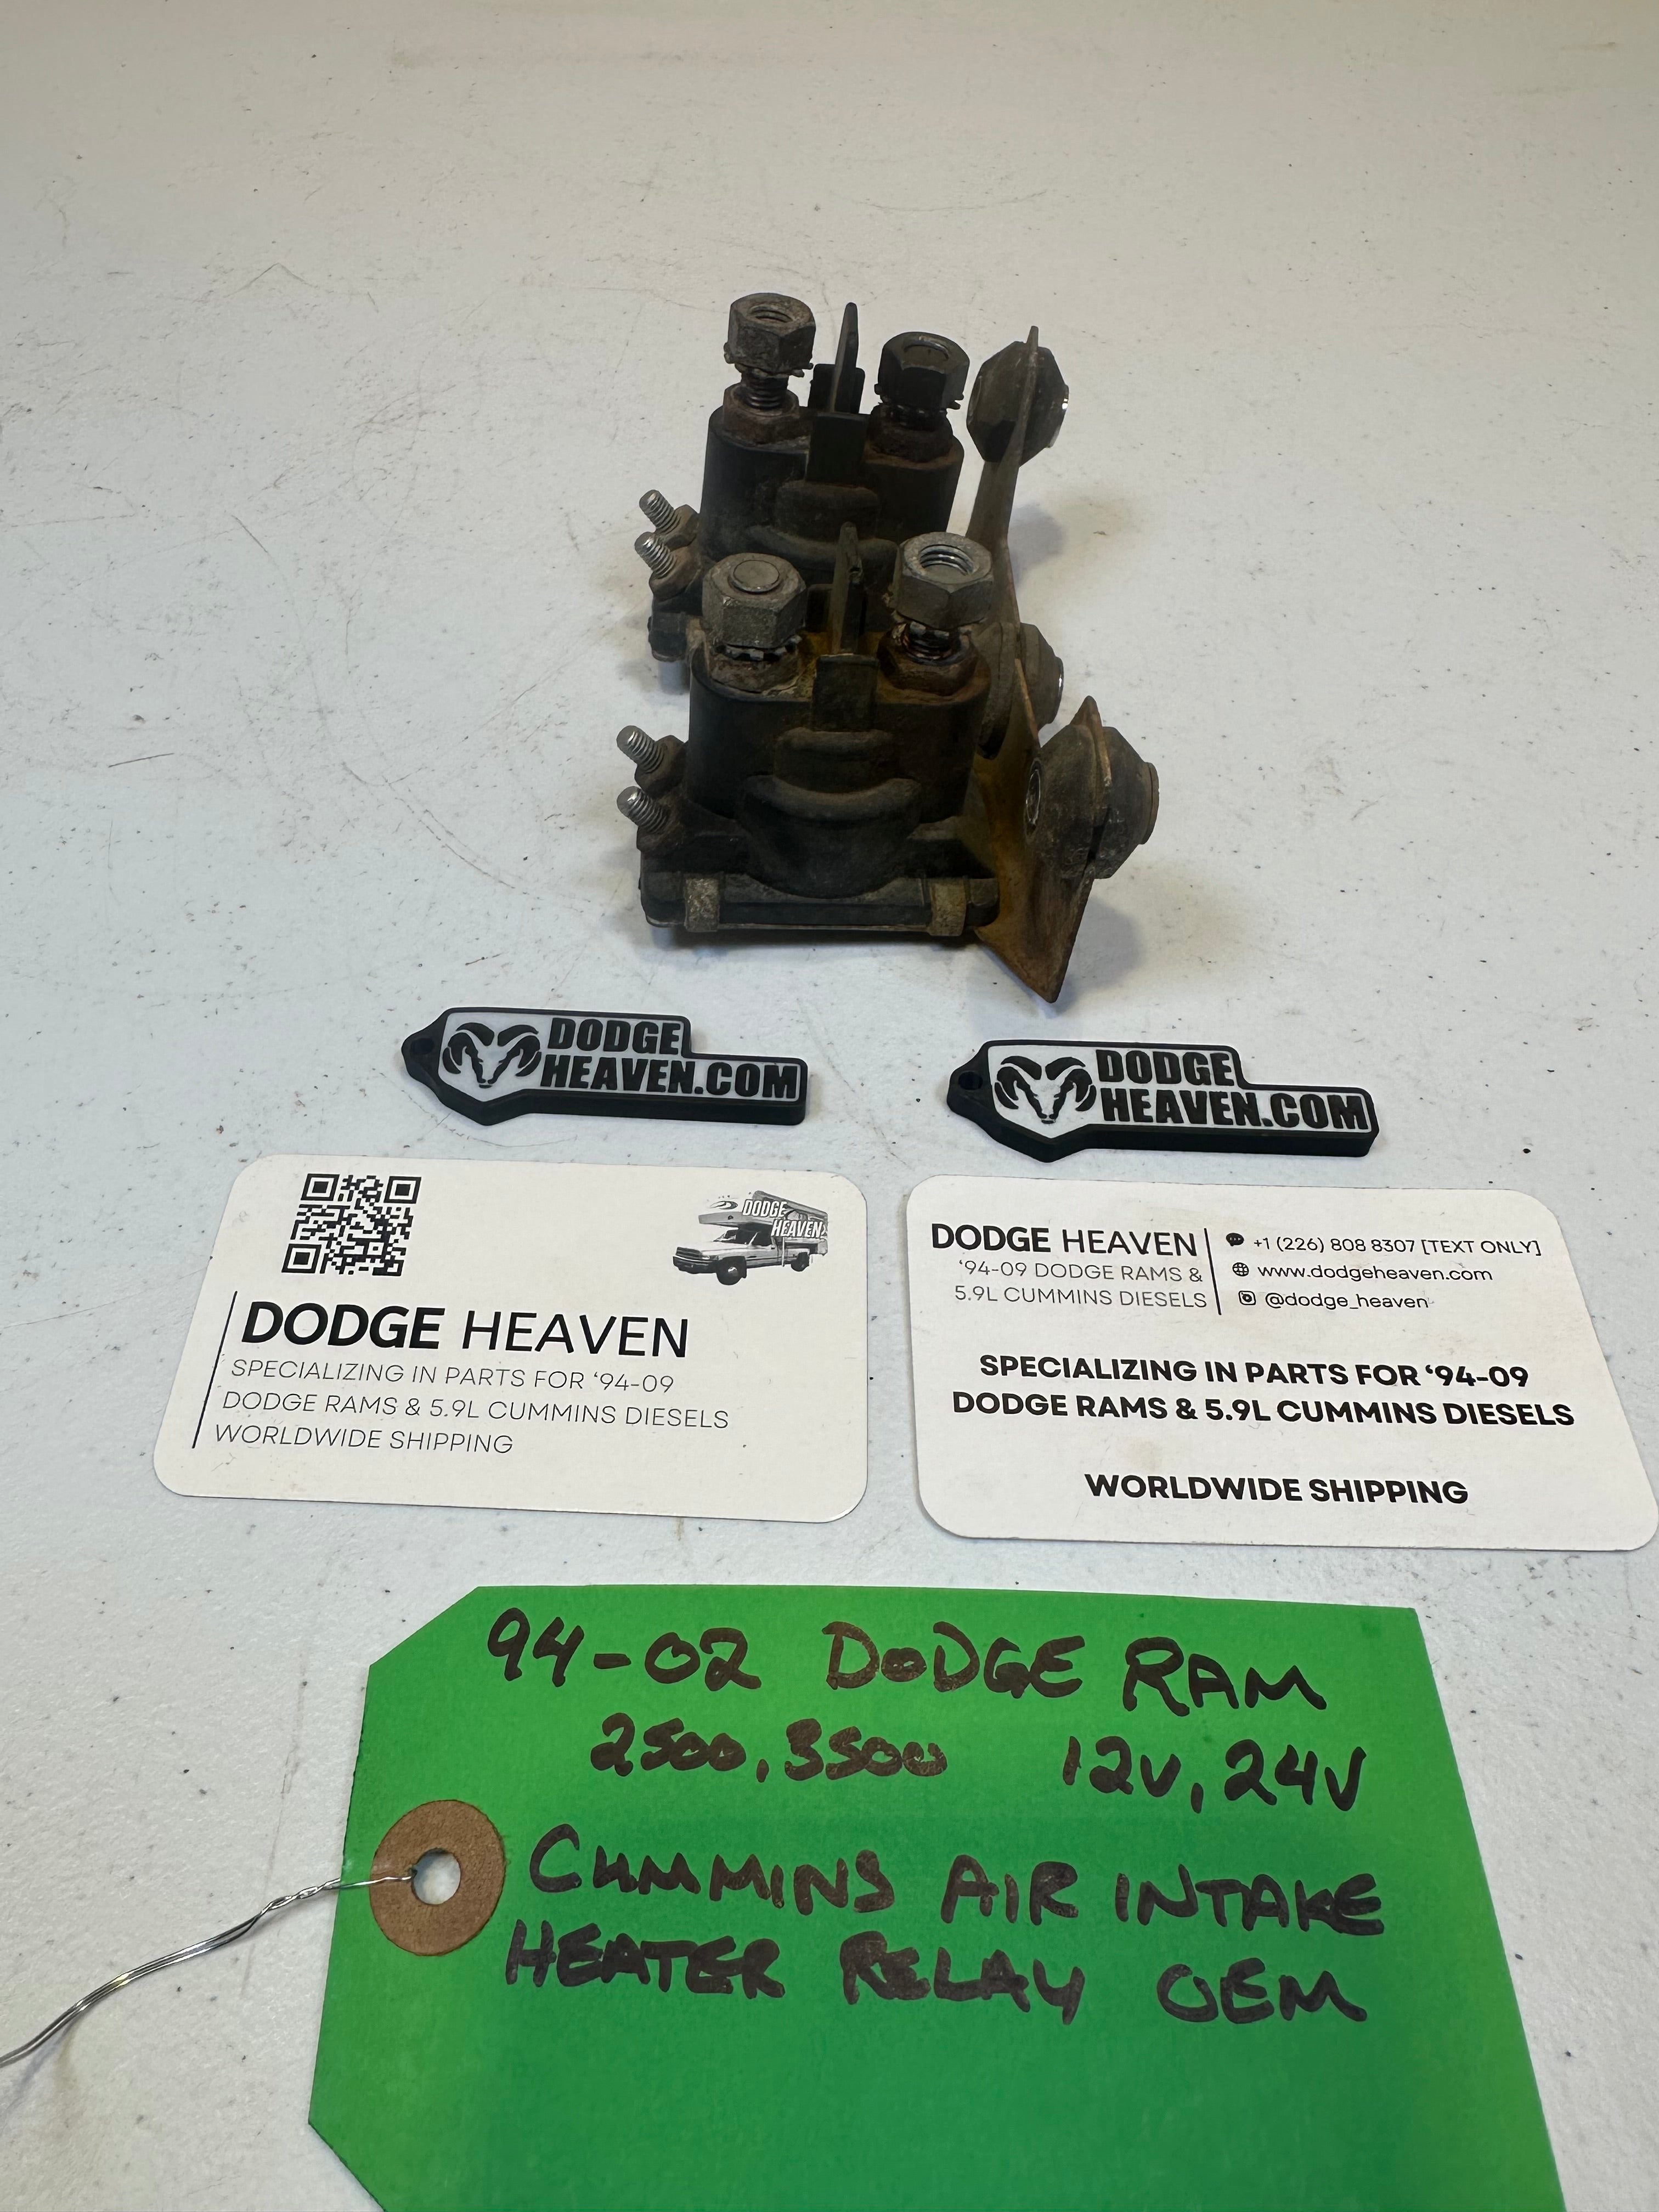 DODGE
HEAVEN.COM
DODGE
HEAVEN.COM
DODGE
HEAVEN
DODGE HEAVEN
SPECIALIZING IN PARTS FOR ‘94-09
DODGE RAMS & 5.9L CUMMINS DIESELS
WORLDWIDE SHIPPING
DODGE HEAVEN
‘94-09 DODGE RAMS &
5.9L CUMMINS DIESELS
+1 (226) 808 8307 [TEXT ONLY]
www.dodgeheaven.com
@dodge_heaven
SPECIALIZING IN PARTS FOR ‘94-09
DODGE RAMS & 5.9L CUMMINS DIESELS
WORLDWIDE SHIPPING
94-02 DODGE RAM
2500, 3500 12V, 24V
CUMMINS AIR INTAKE
HEATER RELAY OEM